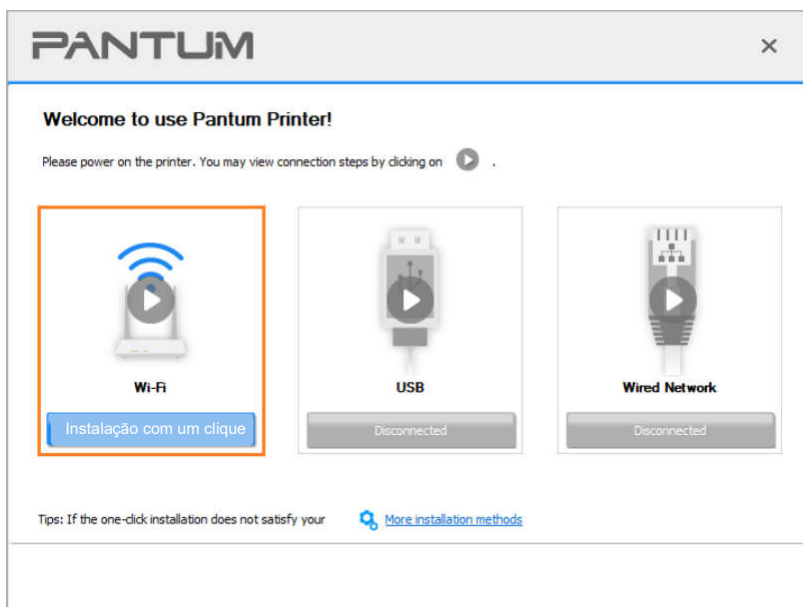 PANTUM
Welcome to use Pantum Printer!
Please power on the printer. You may view connection steps by clicking on .
Wi-Fi
USB
Wired Network
Instalação com um clique
Disconnected
Disconnected
Tips: If the one-click installation does not satisfy your More installation methods